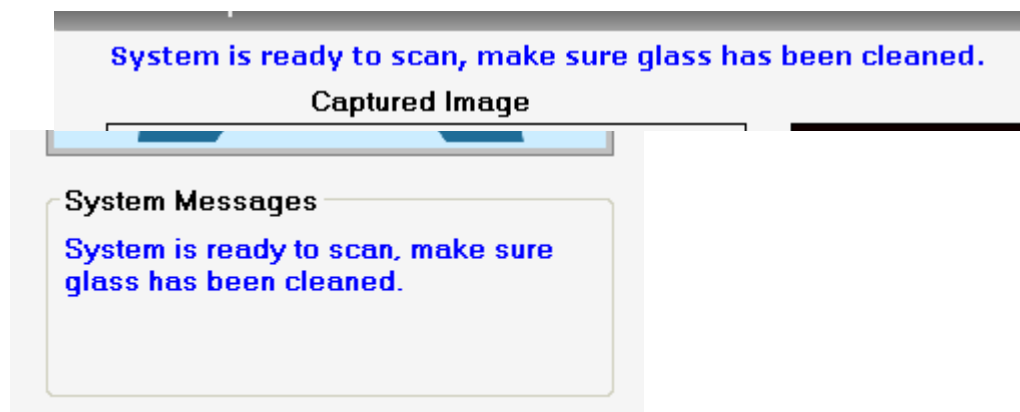 System is ready to scan, make sure glass has been cleaned.
Captured Image
System Messages
System is ready to scan, make sure
glass has been cleaned.